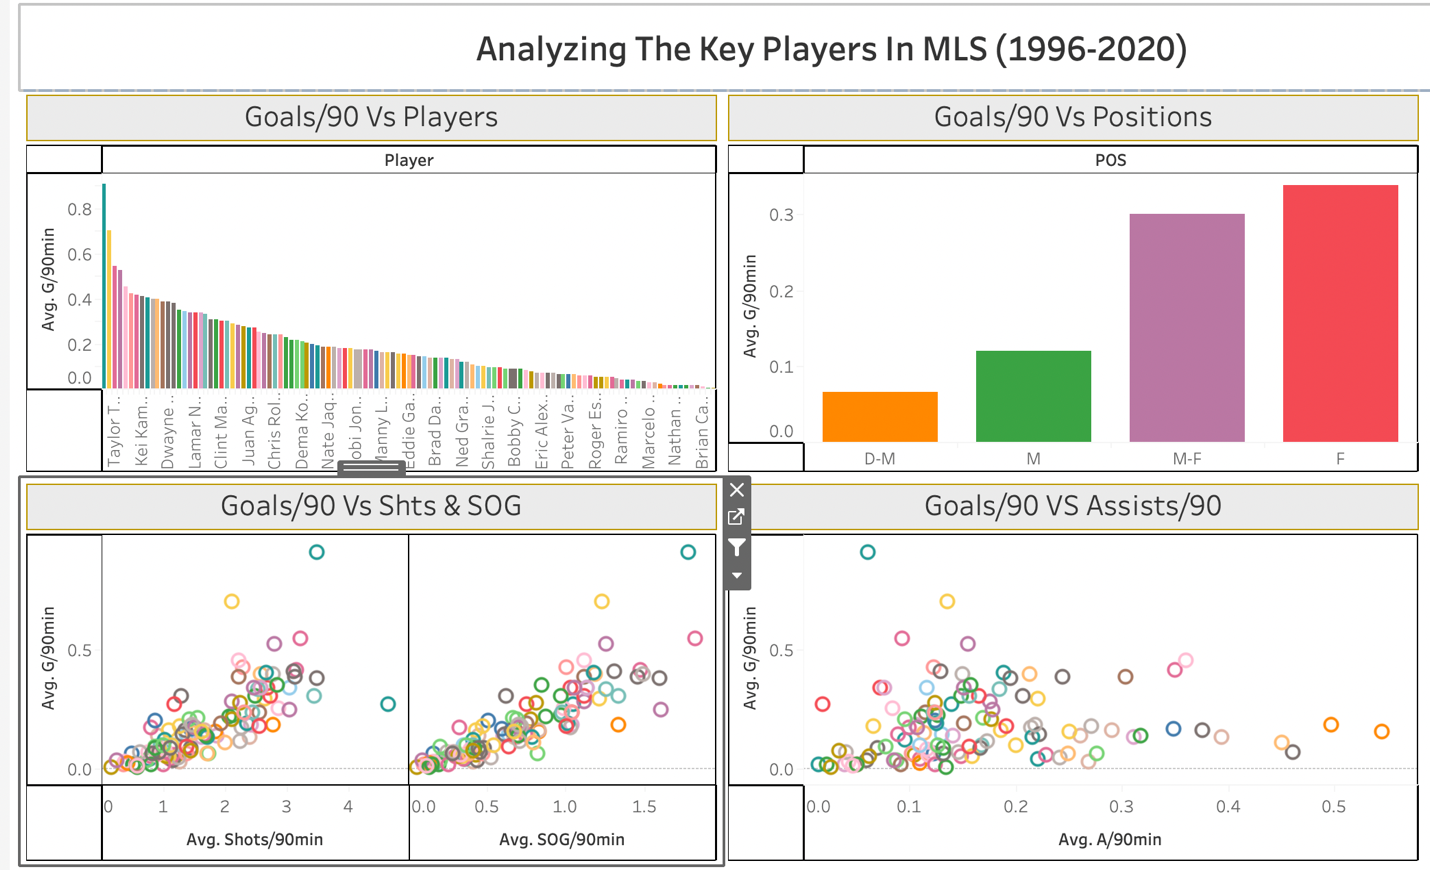 Analyzing The Key Players In MLS (1996-2020)
Goals/90 Vs Players
Player
Avg. G/90min
0.8
0.6
0.4
0.2
0.0
Taylor T..
Kei Kam..
Dwayne ..
Lamar N..
Clint Ma..
Juan Ag..
Chris Rol..
Dema Ko..
Nate Jaq..
obi Jon..
Manny L..
Eddie Ga..
Brad Da..
Ned Gra..
Shalrie J..
Bobby C..
Eric Alex..
Peter Va..
Roger Es..
Ramiro ..
Marcelo ..
Nathan ..
Brian Ca..
Goals/90 Vs Positions
POS
Avg. G/90min
0.3
0.2
0.1
0.0
D-M
M
M-F
F
Goals/90 Vs Shts & SOG
Avg. G/90min
0.5
0.0
0
1
2
3
4
Avg. Shots/90min
0.0
0.5
1.0
1.5
Avg. SOG/90min
Goals/90 VS Assists/90
Avg. G/90min
0.5
0.0
0.0
0.1
0.2
0.3
0.4
0.5
Avg. A/90min